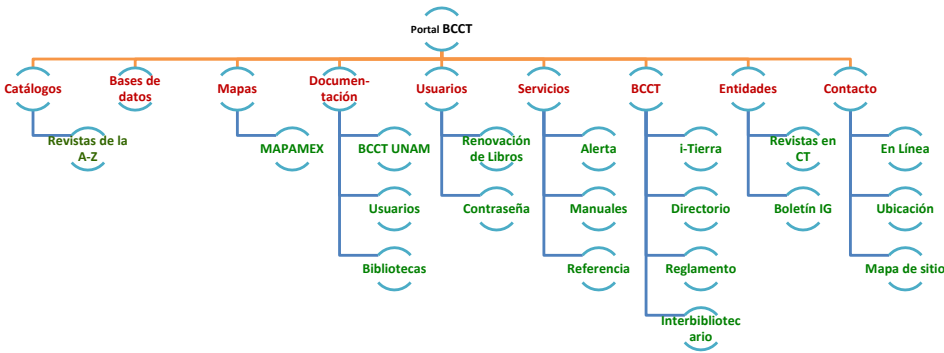 Portal BCCT
Catálogos
Bases de
datos
Mapas
Documen-
tación
Usuarios
Servicios
BCCT
Entidades
Contacto
Revistas de la
A-Z
MAPAMEX
BCCT UNAM
Renovación
de Libros
Alerta
i-Tierra
Revistas en
CT
En Línea
Usuarios
Contraseña
Manuales
Directorio
Boletín IG
Ubicación
Bibliotecas
Referencia
Reglamento
Mapa de sitio
Interbibliotec
ario